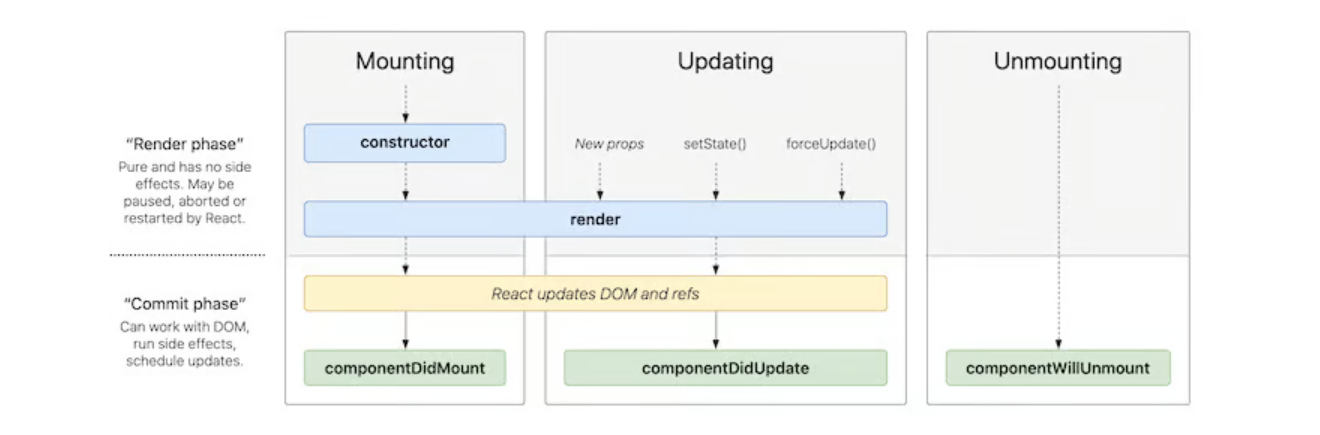 Mounting
Updating
Unmounting
“Render phase”
Pure and has no side
effects. May be
paused, aborted or
restarted by React.
constructor
New props
setState()
forceUpdate()
render
“Commit phase”
Can work with DOM,
run side effects,
schedule updates.
React updates DOM and refs
componentDidMount
componentDidUpdate
componentWillUnmount